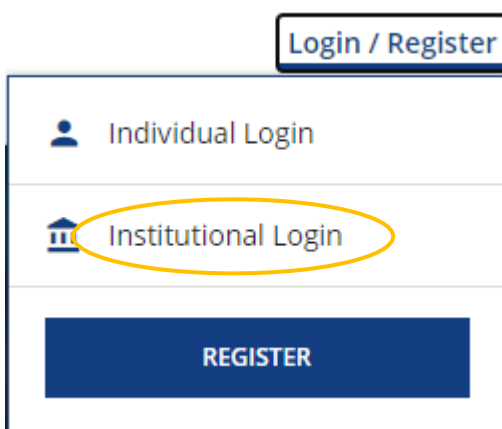 Login / Register
Individual Login
Institutional Login
REGISTER